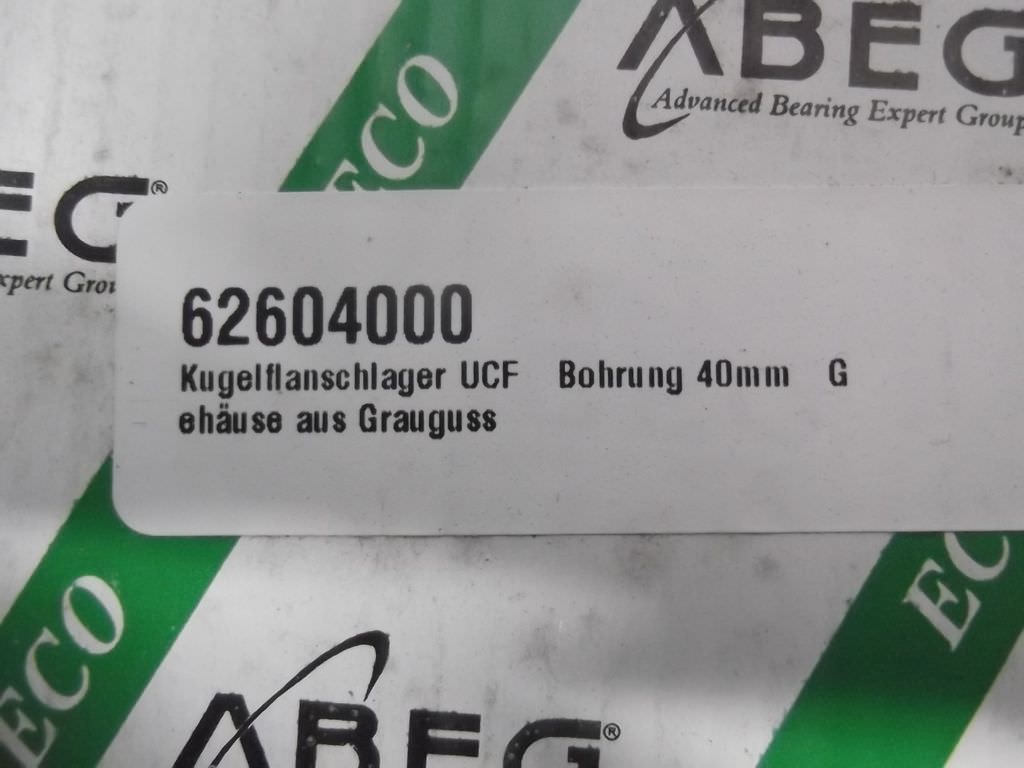 ABEG
Advanced Bearing Expert Group
ECO
EG®
xpert Grou
62604000
Kugelflanschlager UCF Bohrung 40mm G
ehäuse aus Grauguss
ECO
EC
ABEG®